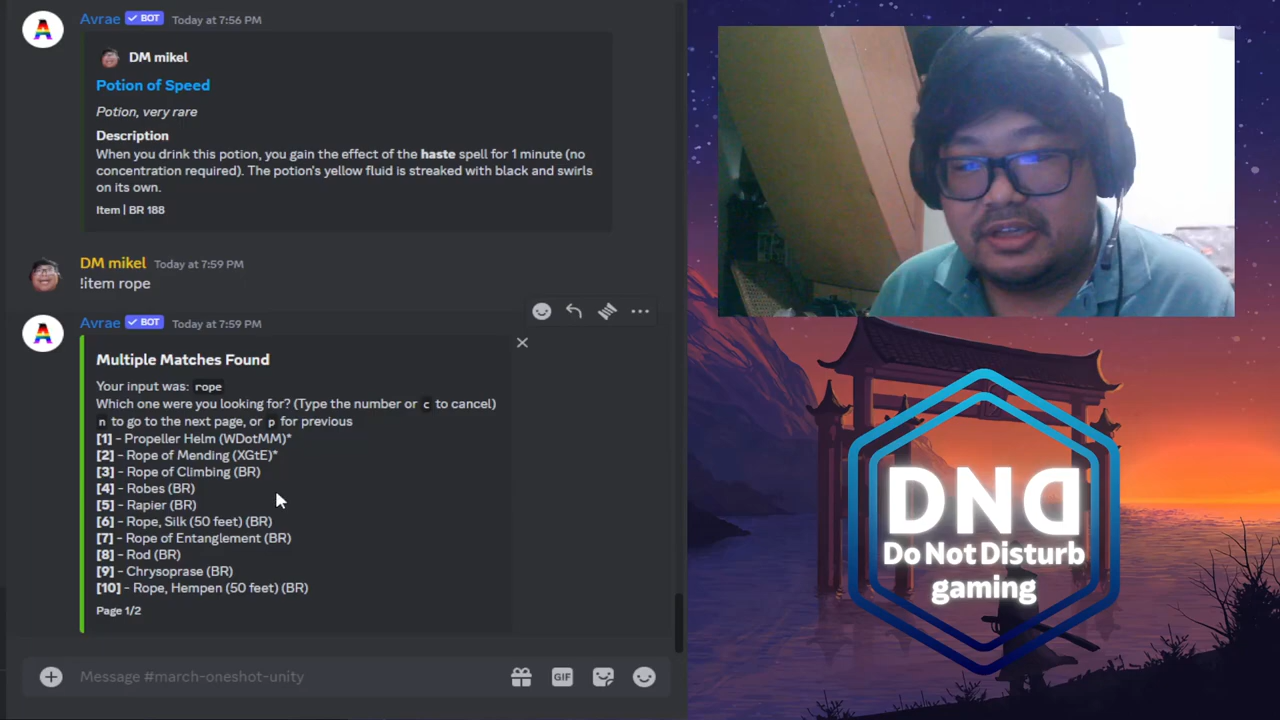 Avrae ✓ BOT Today at 7:56 PM
DM mikel
Potion of Speed
Potion, very rare
Description
When you drink this potion, you gain the effect of the haste spell for 1 minute (no
concentration required). The potion's yellow fluid is streaked with black and swirls
on its own.
Item | BR 188
DM mikel Today at 7:59 PM
!item rope
Avrae ✓ BOT Today at 7:59 PM
Multiple Matches Found
Your input was: rope
Which one were you looking for? (Type the number or c to cancel)
n to go to the next page, or p for previous
[1] - Propeller Helm (WDotMM)*
[2] - Rope of Mending (XGtE)*
[3] - Rope of Climbing (BR)
[4] - Robes (BR)
[5] - Rapier (BR)
[6] - Rope, Silk (50 feet) (BR)
[7] - Rope of Entanglement (BR)
[8] - Rod (BR)
[9] - Chrysoprase (BR)
[10] - Rope, Hempen (50 feet) (BR)
Page 1/2
Message #march-oneshot-unity
GIF
DND
Do Not Disturb
gaming